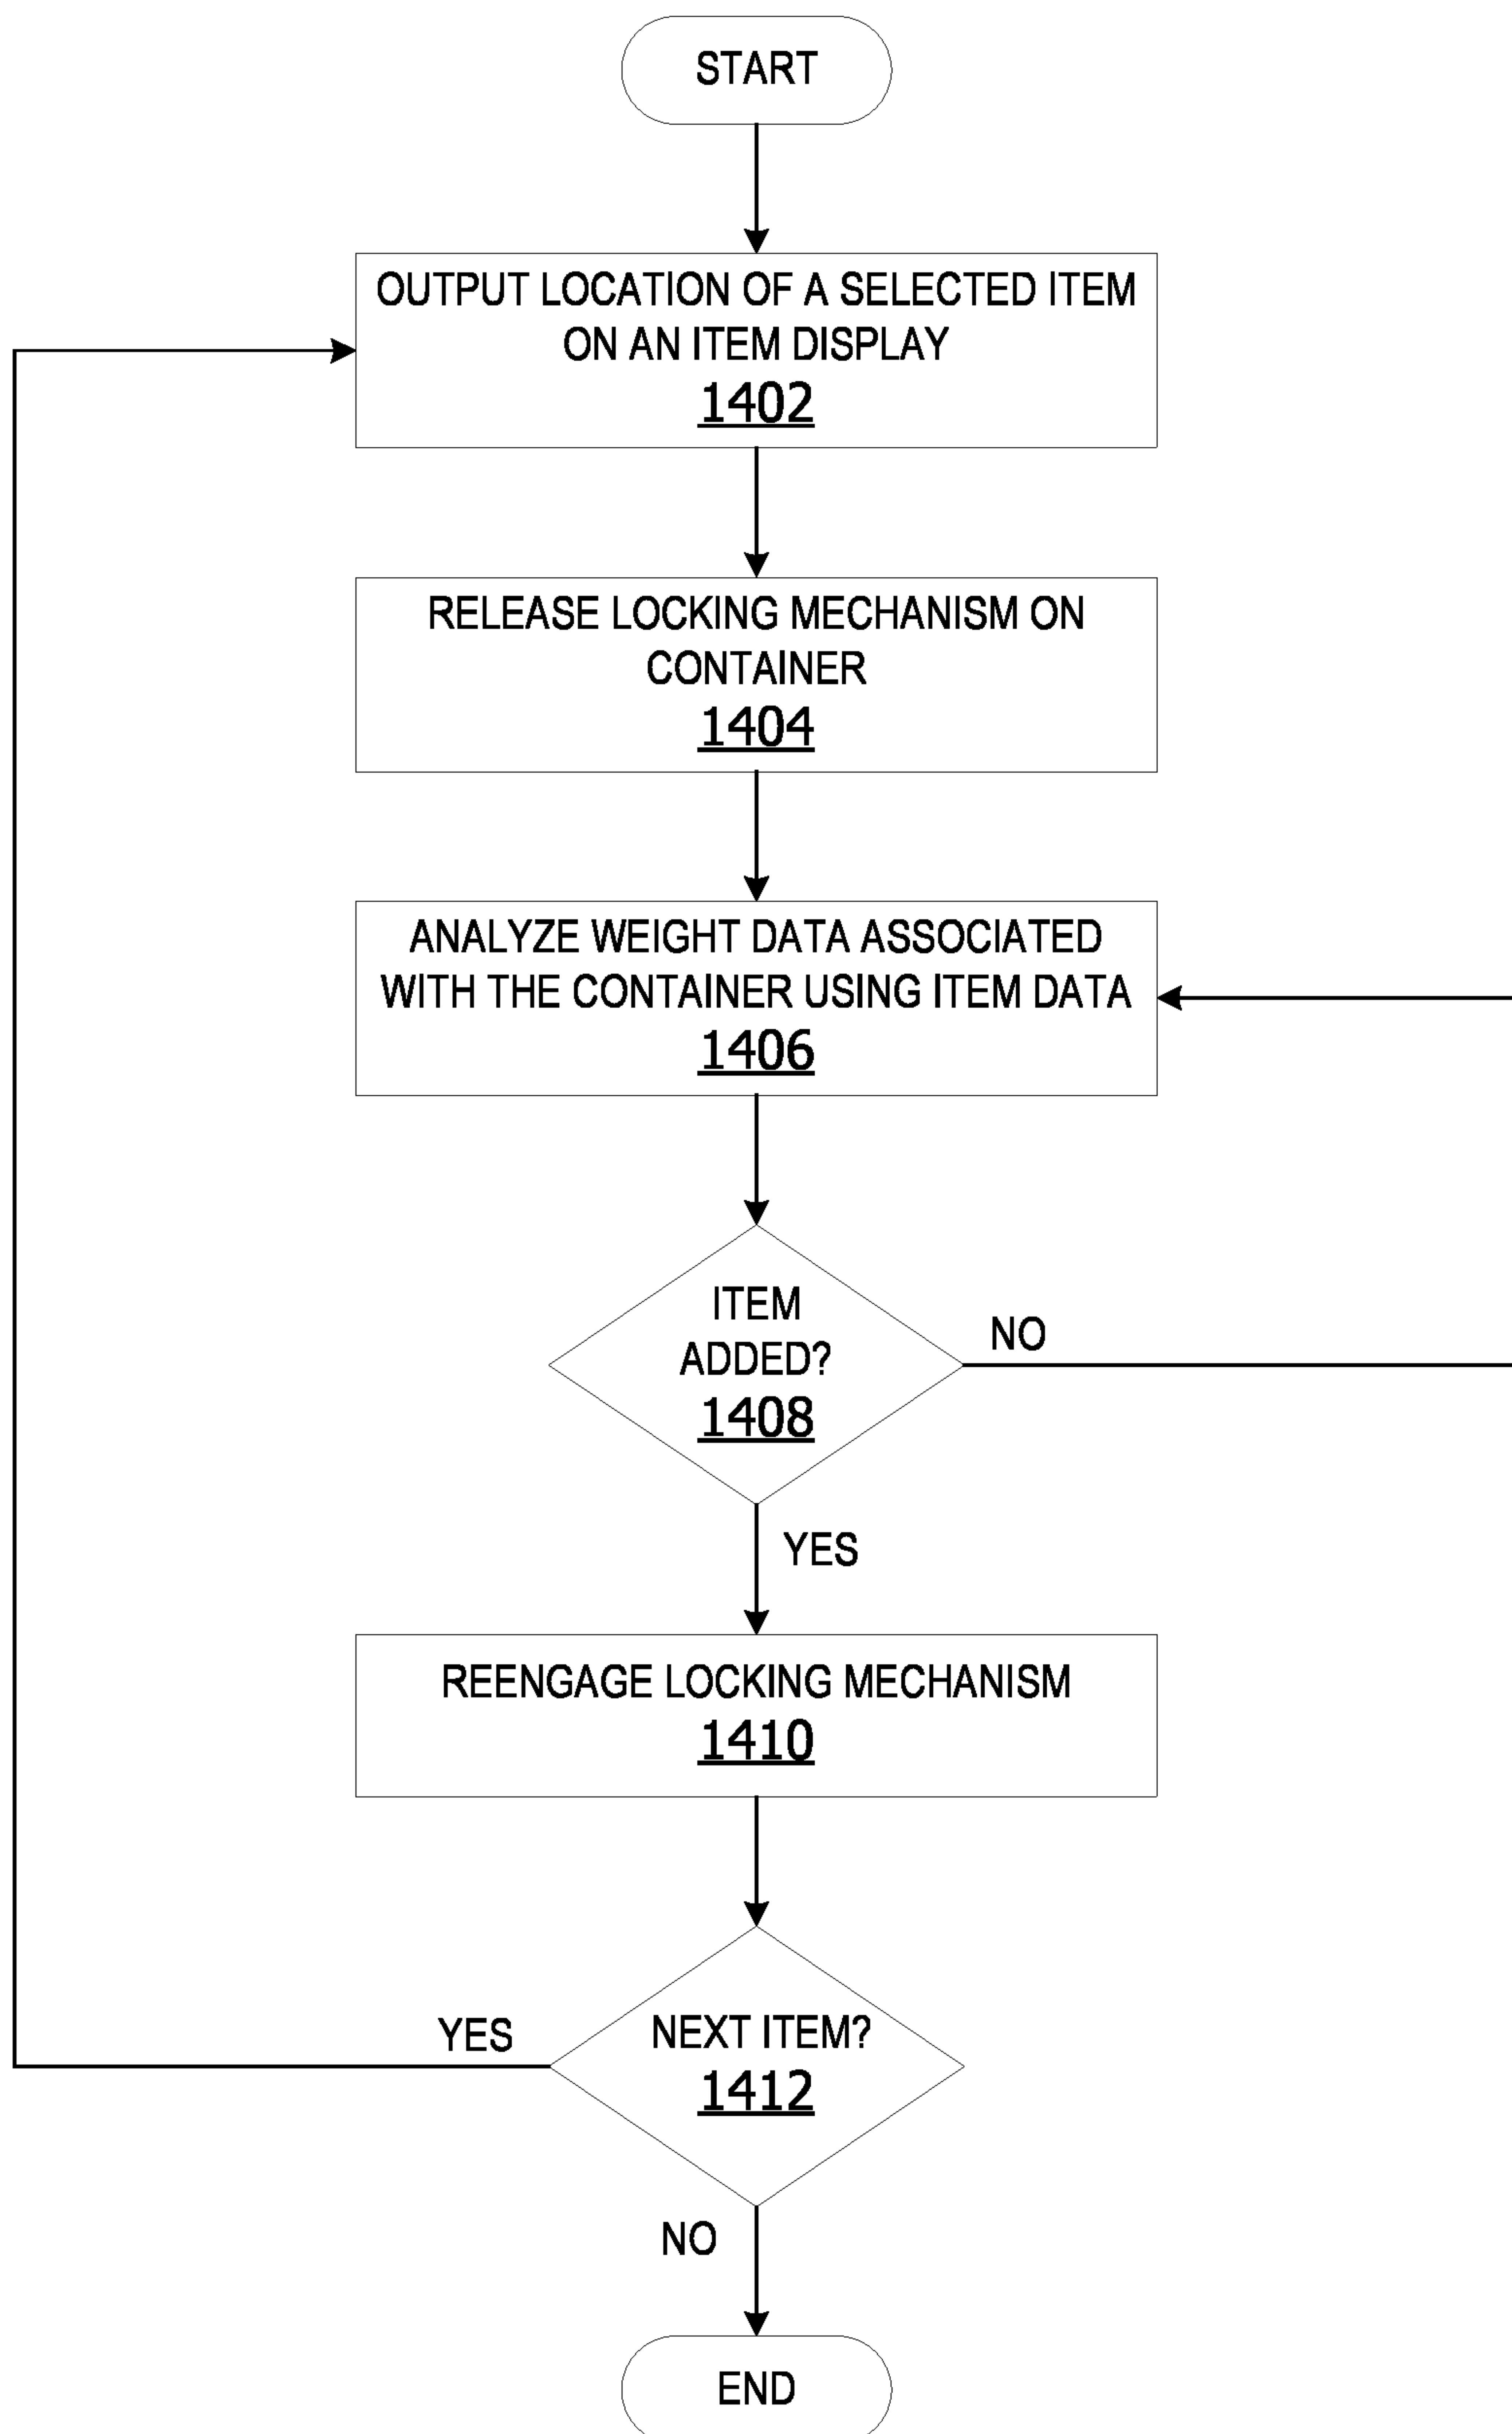 START
OUTPUT LOCATION OF A SELECTED ITEM
ON AN ITEM DISPLAY
1402
RELEASE LOCKING MECHANISM ON
CONTAINER
1404
ANALYZE WEIGHT DATA ASSOCIATED
WITH THE CONTAINER USING ITEM DATA
1406
ITEM
ADDED?
1408
NO
YES
REENGAGE LOCKING MECHANISM
1410
YES
NEXT ITEM?
1412
NO
END